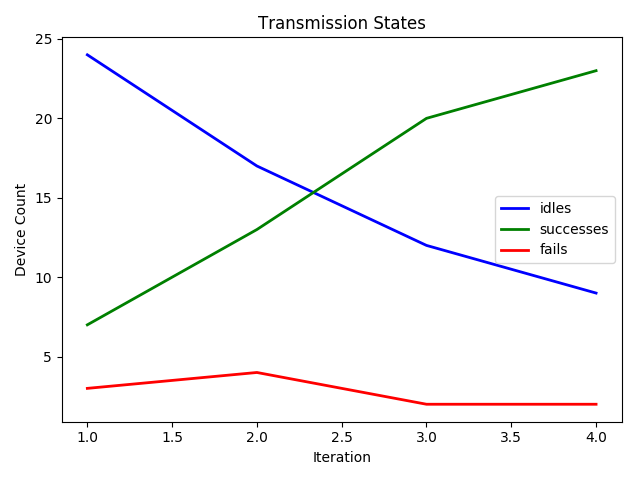 Transmission States
25
20
15
10
5
Device Count
idles
successes
fails
1.0 1.5 2.0 2.5 3.0 3.5 4.0
Iteration